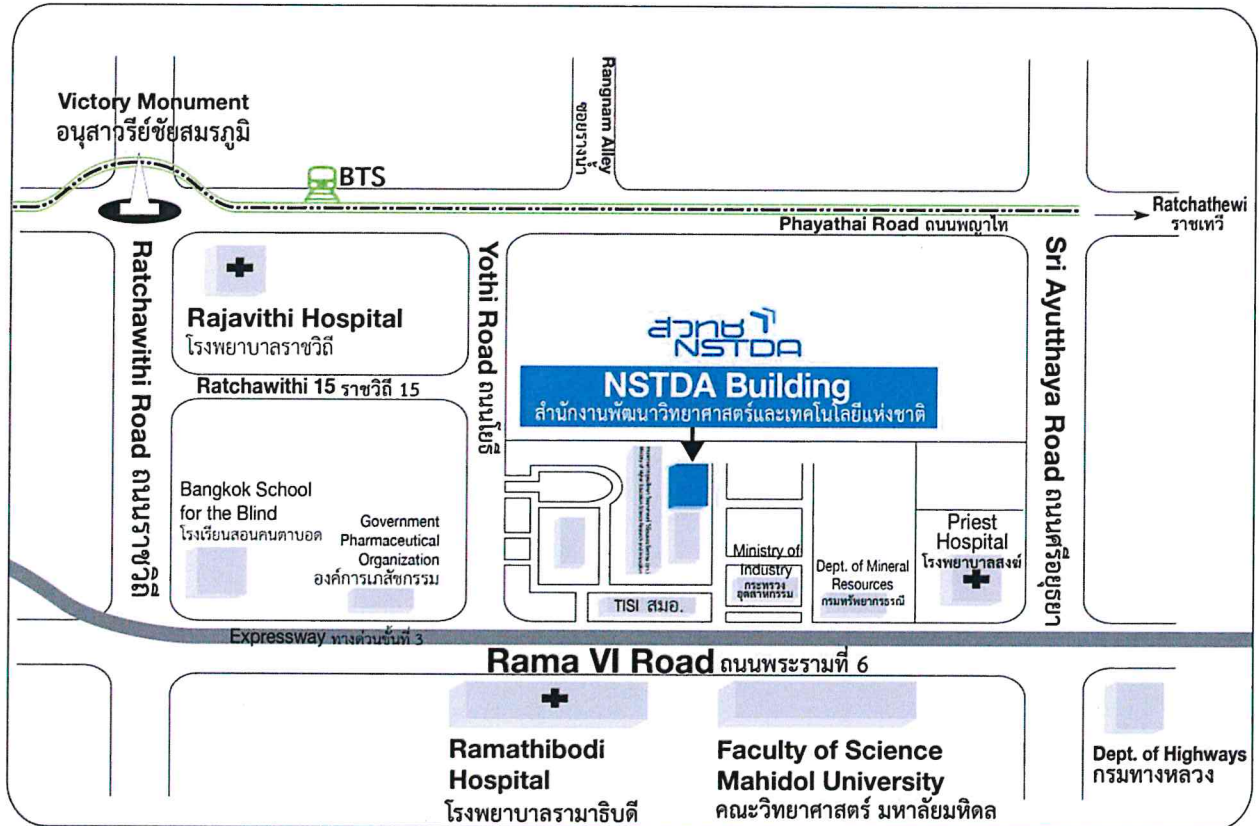 Victory Monument
อนุสาวรีย์ชัยสมรภูมิ
Rangnam Alley
ซอยรางน้ำ
BTS
Phayathai Road ถนนพญาไท
Ratchathewi
ราชเทวี
Ratchawithi Road ถนนราชวิถี
Rajavithi Hospital
โรงพยาบาลราชวิถี
Ratchawithi 15 ราชวิถี 15
Yothi Road ถนนโยธี
สวทช
NSTDA
NSTDA Building
สำนักงานพัฒนาวิทยาศาสตร์และเทคโนโลยีแห่งชาติ
Sri Ayutthaya Road ถนนศรีอยุธยา
Bangkok School
for the Blind
โรงเรียนสอนคนตาบอด
Government
Pharmaceutical
Organization
องค์การเภสัชกรรม
Ministry of
Industry
กระทรวง
อุตสาหกรรม
Dept. of Mineral
Resources
กรมทรัพยากรธรณี
Priest
Hospital
โรงพยาบาลสงฆ์
TISI สมอ.
Expressway ทางด่วนขั้นที่ 3
Rama VI Road ถนนพระรามที่ 6
Ramathibodi
Hospital
โรงพยาบาลรามาธิบดี
Faculty of Science
Mahidol University
คณะวิทยาศาสตร์ มหาลัยมหิดล
Dept. of Highways
กรมทางหลวง